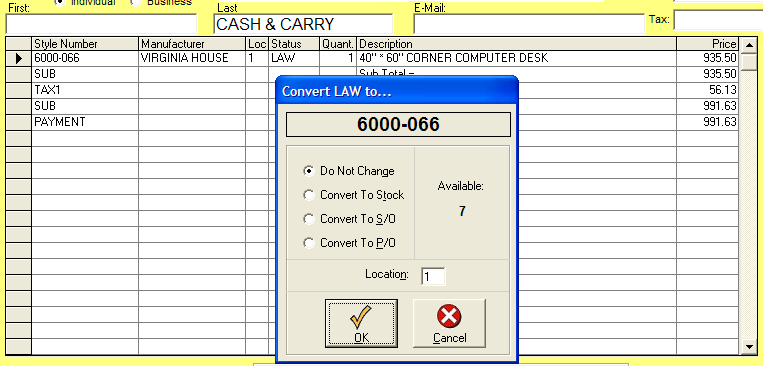 Individual Business
First: Last E-Mail: Tax:
CASH & CARRY
Style Number Manufacturer Loc Status Quant. Description Price
6000-066 VIRGINIA HOUSE 1 LAW 1 40" * 60" CORNER COMPUTER DESK 935.50
SUB Sub Total = 935.50
TAX1 56.13
SUB 991.63
PAYMENT 991.63
Convert LAW to...
6000-066
Do Not Change
Convert To Stock
Convert To S/O
Convert To P/O
Available:
7
Location: 1
OK Cancel